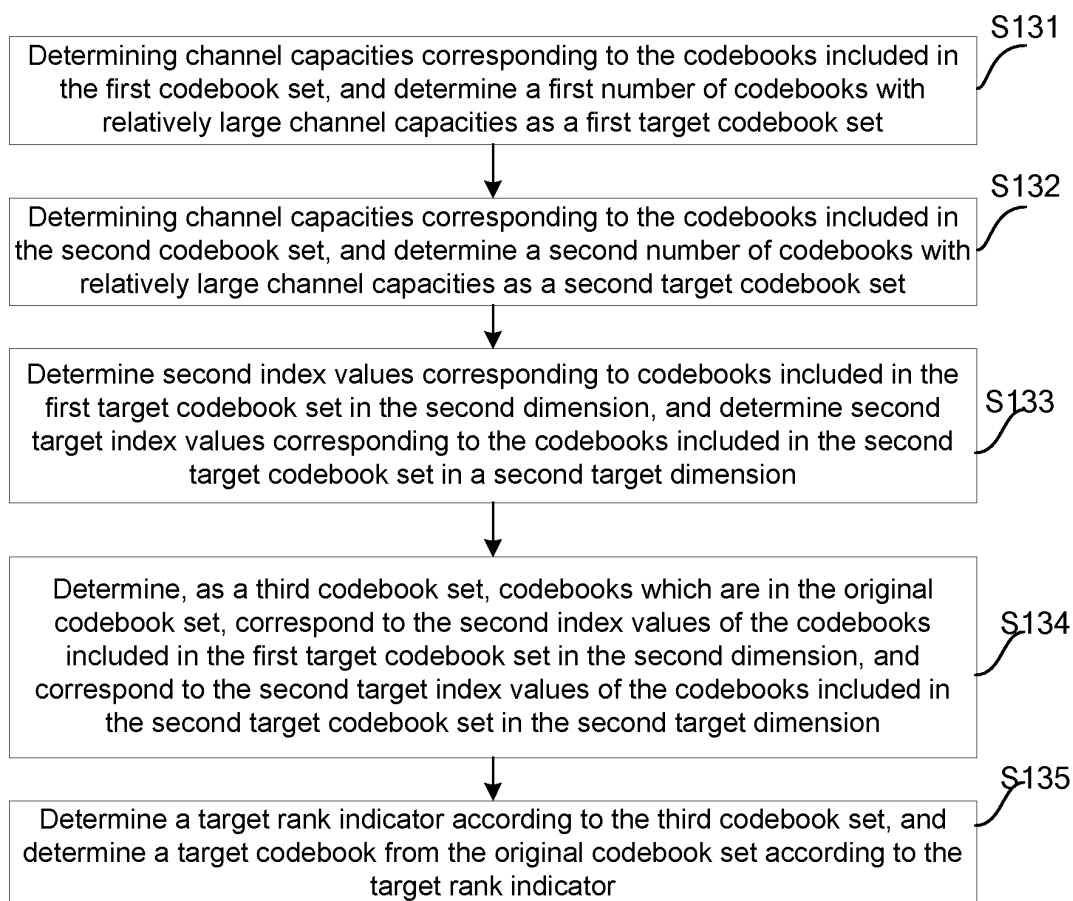 S131
Determining channel capacities corresponding to the codebooks included in
the first codebook set, and determine a first number of codebooks with
relatively large channel capacities as a first target codebook set
S132
Determining channel capacities corresponding to the codebooks included in
the second codebook set, and determine a second number of codebooks with
relatively large channel capacities as a second target codebook set
S133
Determine second index values corresponding to codebooks included in the
first target codebook set in the second dimension, and determine second
target index values corresponding to the codebooks included in the second
target codebook set in a second target dimension
S134
Determine, as a third codebook set, codebooks which are in the original
codebook set, correspond to the second index values of the codebooks
included in the first target codebook set in the second dimension, and
correspond to the second target index values of the codebooks included in
the second target codebook set in the second target dimension
S135
Determine a target rank indicator according to the third codebook set, and
determine a target codebook from the original codebook set according to the
target rank indicator